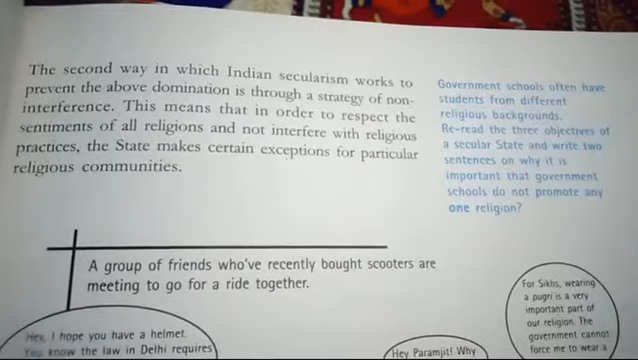 The second way in which Indian secularism works to
prevent the above domination is through a strategy of non-
interference. This means that in order to respect the
sentiments of all religions and not interfere with religious
practices, the State makes certain exceptions for particular
religious communities.
Government schools often have
students from different
religious backgrounds.
Re-read the three objectives of
a secular State and write two
sentences on why it is
important that government
schools do not promote any
one religion?
A group of friends who've recently bought scooters are
meeting to go for a ride together.
Hey, I hope you have a helmet.
You know the law in Delhi requires
Hey Paramjit! Why
For Sikhs, wearing
a pugri is a very
important part of
our religion. The
government cannot
force me to wear a